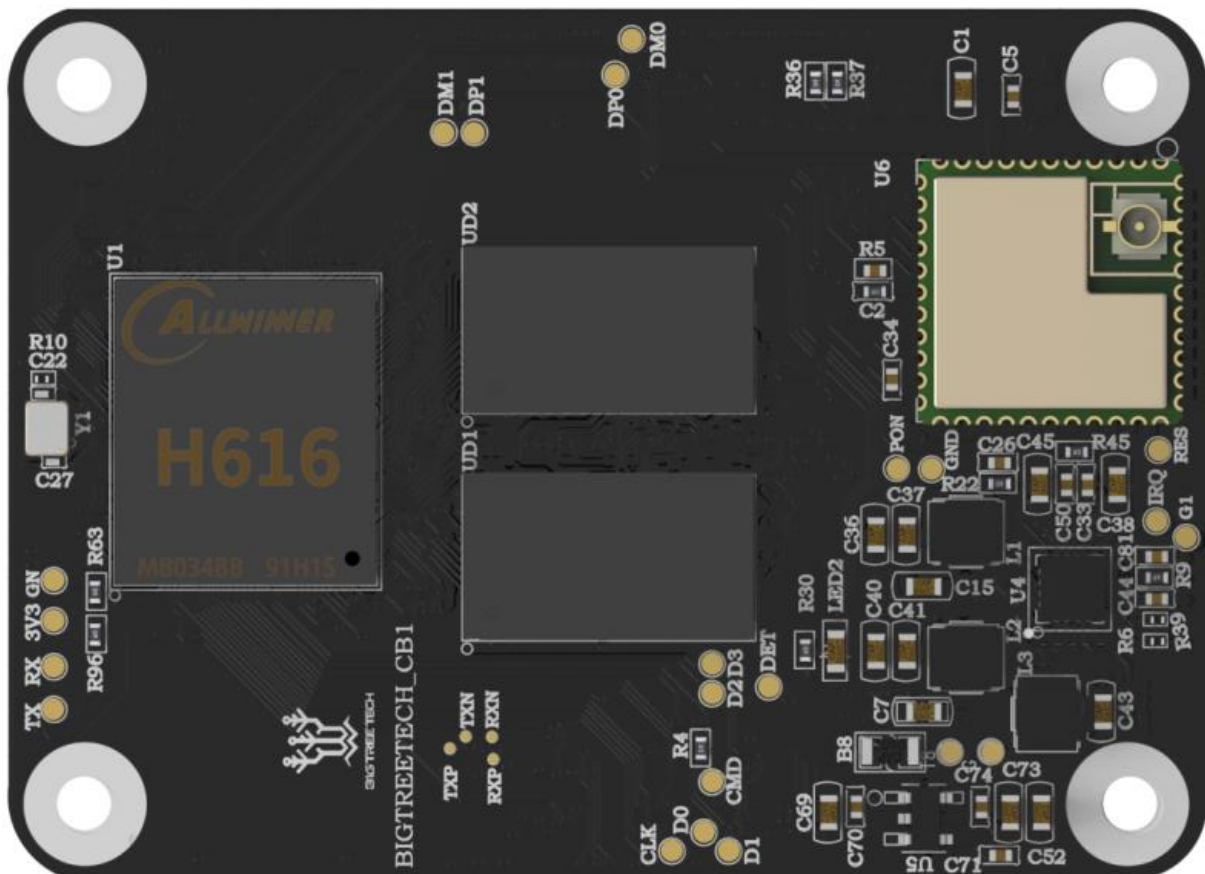 DM0
C1
C5
R36
R37
DP0
DM1
DP1
U6
UD2
U1
R5
C2
ALLWINNER
R10
C22
C34
Y1
H616
UD1
PON
GND
C26
C45
R45
RES
C27
R22
C37
C36
C50
C33
C38
IRQ
G1
L1
R63
M8034BB 91H15
GN
3V3
R96
RX
TX
R30
LED2
C40
C41
C15
U4
C44
C818
R9
R6
R39
L2
L3
BIGTREETECH_CB1
BIGTREETECH
D3
D2
DET
C7
C43
TXN
RXN
TXP
RXP
R4
CMD
B8
C74
C73
C69
C70
D0
CLK
D1
U5
C71
C52